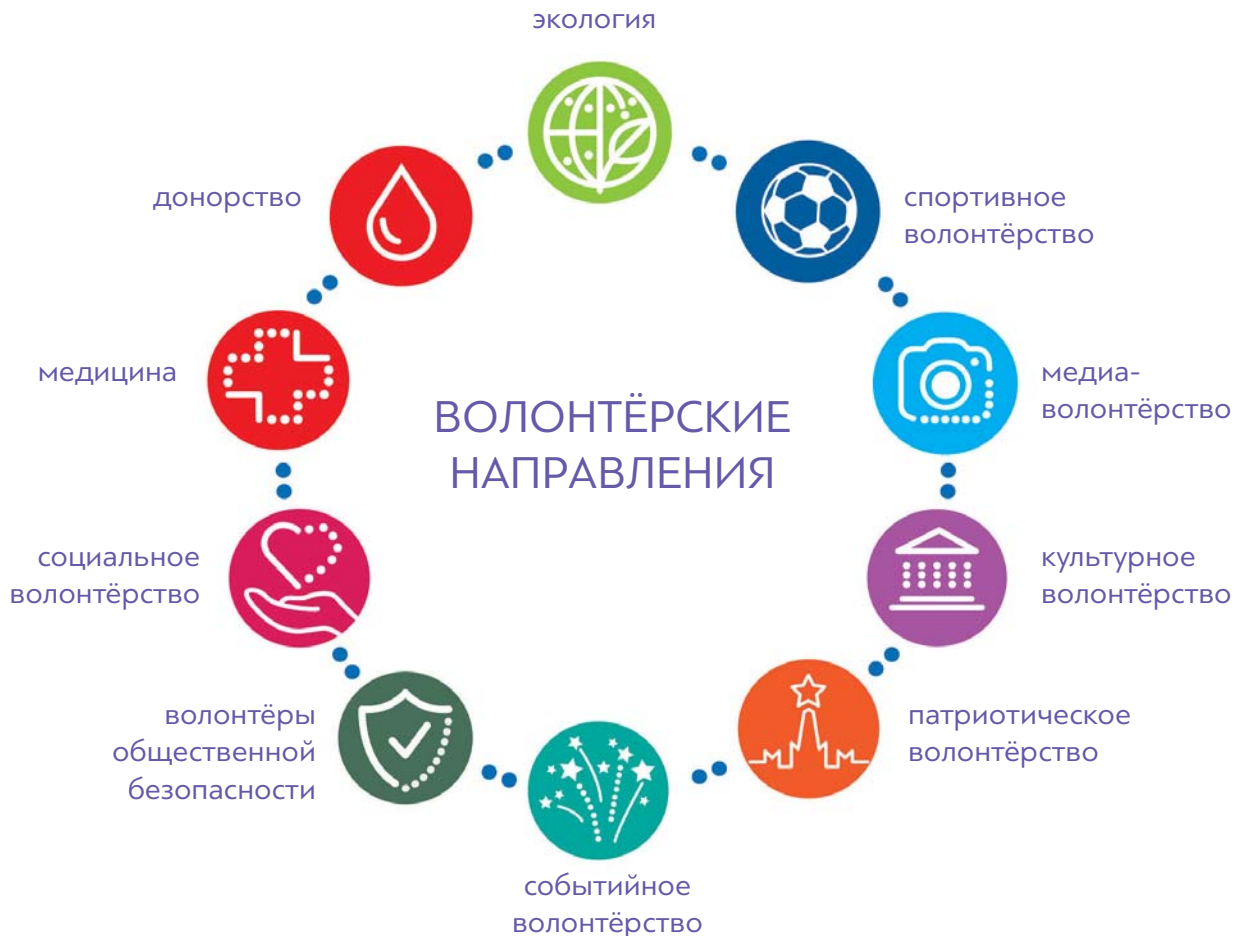 экология
донорство
спортивное
волонтёрство
медицина
медиа-
волонтёрство
ВОЛОНТЁРСКИЕ
НАПРАВЛЕНИЯ
социальное
волонтёрство
культурное
волонтёрство
волонтёры
общественной
безопасности
патриотическое
волонтёрство
событийное
волонтёрство